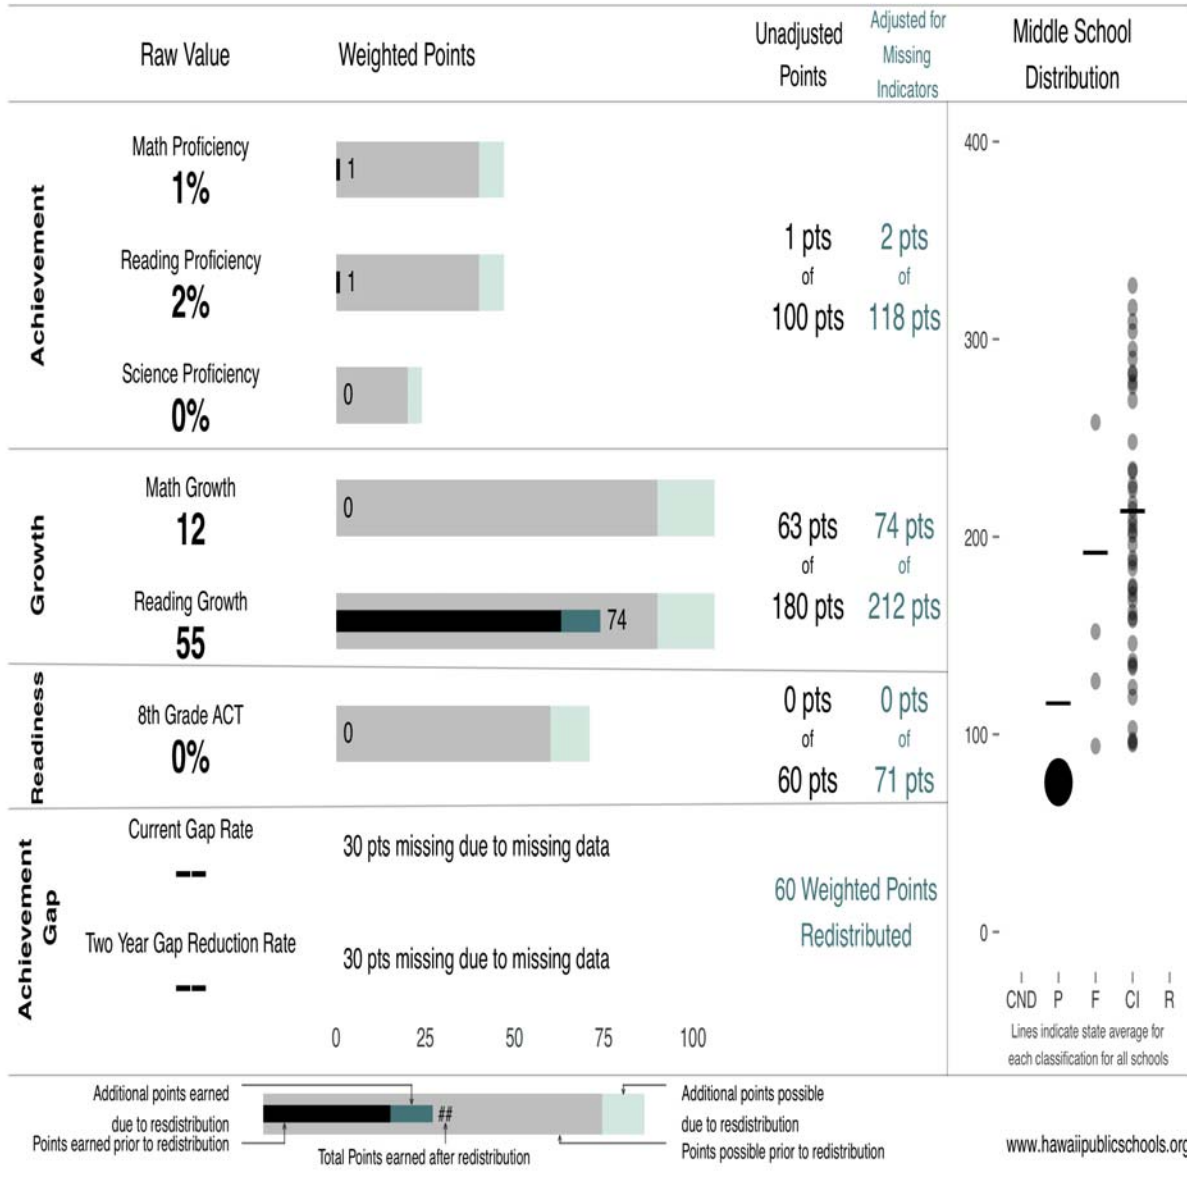 Raw Value
Weighted Points
Unadjusted
Points
Adjusted for
Missing
Indicators
Middle School
Distribution
Achievement
Math Proficiency
1%
1
Reading Proficiency
2%
1
Science Proficiency
0%
0
1 pts
of
100 pts
2 pts
of
118 pts
Growth
Math Growth
12
0
Reading Growth
55
74
63 pts
of
180 pts
74 pts
of
212 pts
Readiness
8th Grade ACT
0%
0
0 pts
of
60 pts
0 pts
of
71 pts
Achievement
Gap
Current Gap Rate
--
30 pts missing due to missing data
Two Year Gap Reduction Rate
--
30 pts missing due to missing data
60 Weighted Points
Redistributed
0 25 50 75 100
400
300
200
100
0
CND P F CI R
Lines indicate state average for
each classification for all schools
Additional points earned
due to resdistribution
Points earned prior to redistribution
##
Total Points earned after redistribution
Additional points possible
due to resdistribution
Points possible prior to redistribution
www.hawaiipublicschools.org